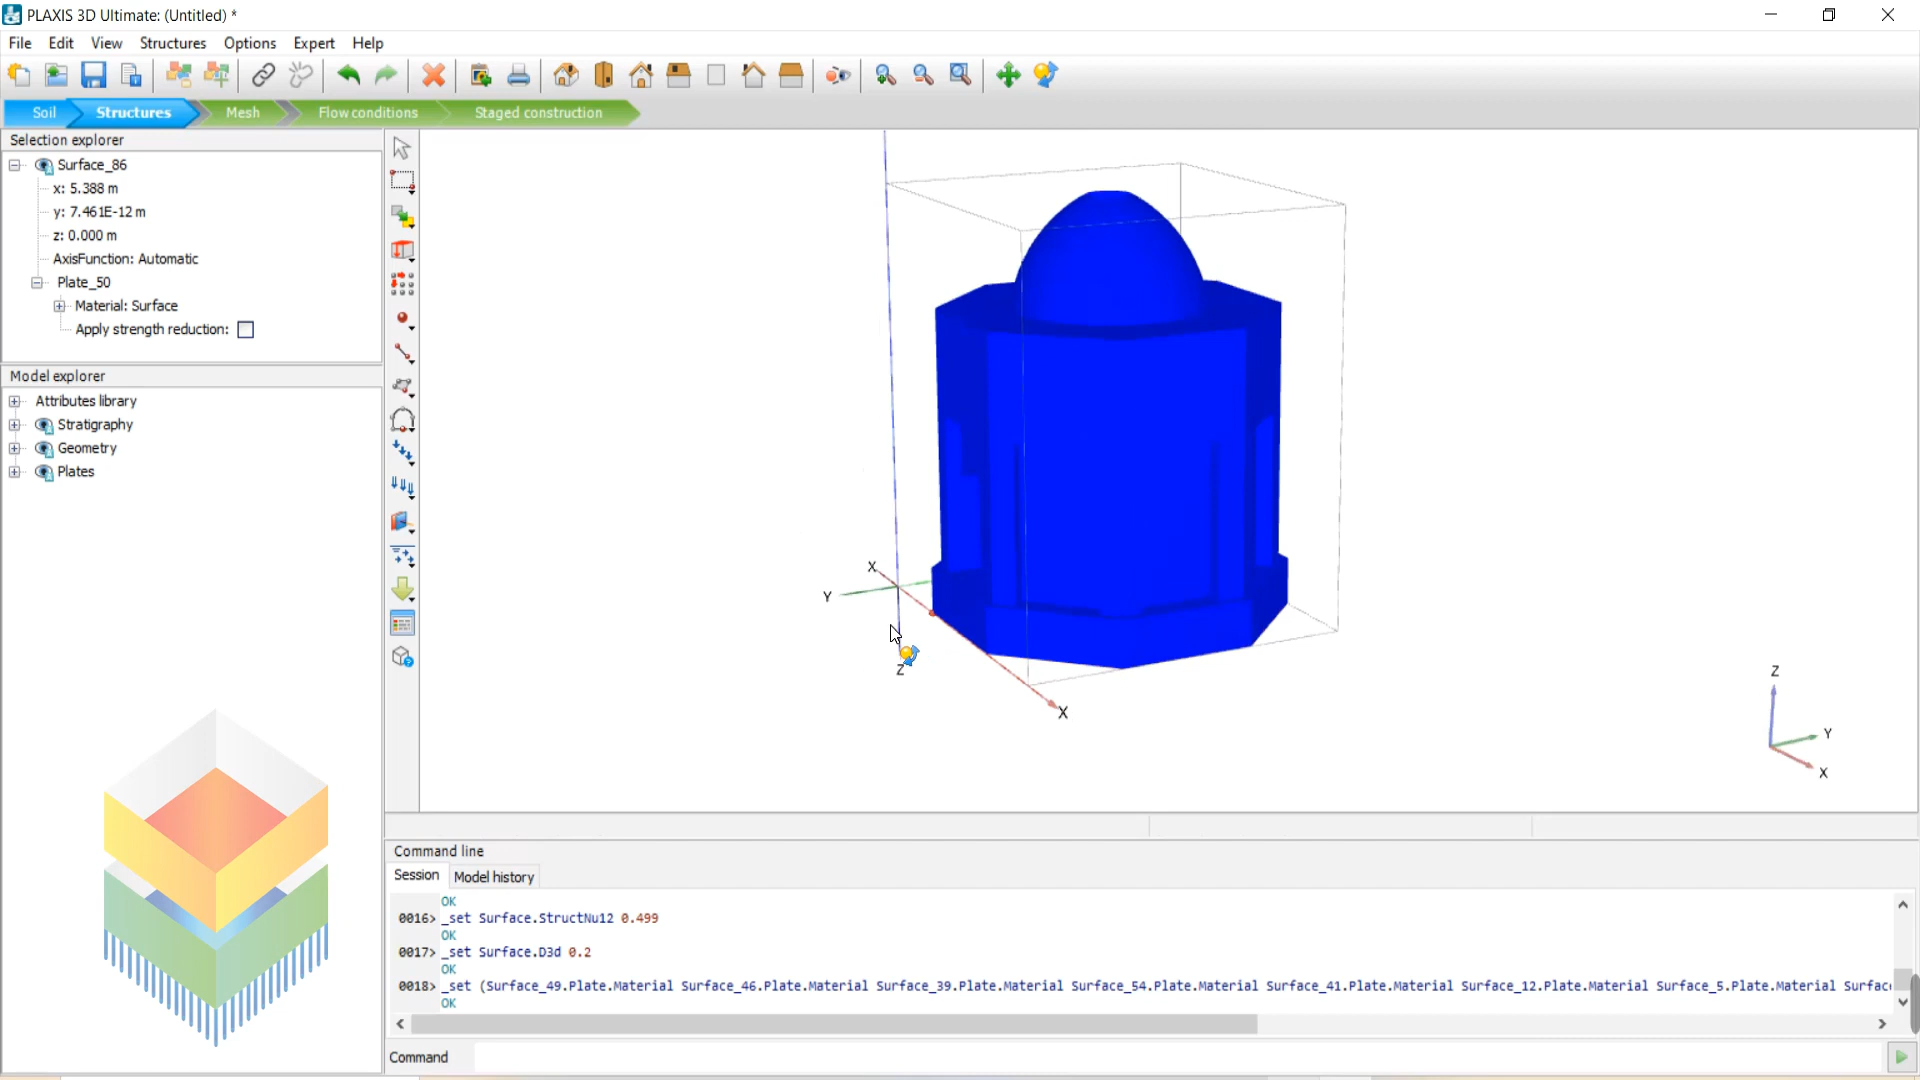 PLAXIS 3D Ultimate: (Untitled) *
File Edit View Structures Options Expert Help
Soil Structures Mesh Flow conditions Staged construction
Selection explorer
Surface_86
x: 5.388 m
y: 7.461E-12 m
z: 0.000 m
AxisFunction: Automatic
Plate_50
Material: Surface
Apply strength reduction:
Model explorer
Attributes library
Stratigraphy
Geometry
Plates
X
Y
Z
X
Z
Y
X
Command line
Session Model history
OK
0016> _set Surface.StructNu12 0.499
OK
0017> _set Surface.D3d 0.2
OK
0018> _set (Surface_49.Plate.Material Surface_46.Plate.Material Surface_39.Plate.Material Surface_54.Plate.Material Surface_41.Plate.Material Surface_12.Plate.Material Surface_5.Plate.Material Surfac
OK
Command